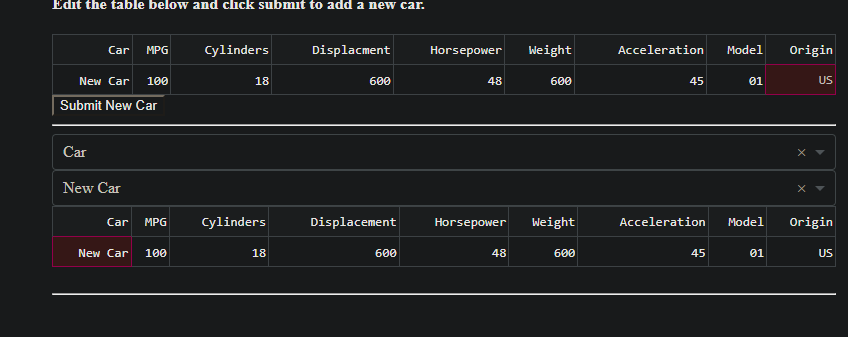 Edit the table below and click submit to add a new car.
Car MPG Cylinders Displacment Horsepower Weight Acceleration Model Origin
New Car 100 18 600 48 600 45 01 US
Submit New Car
Car
New Car
Car MPG Cylinders Displacement Horsepower Weight Acceleration Model Origin
New Car 100 18 600 48 600 45 01 US